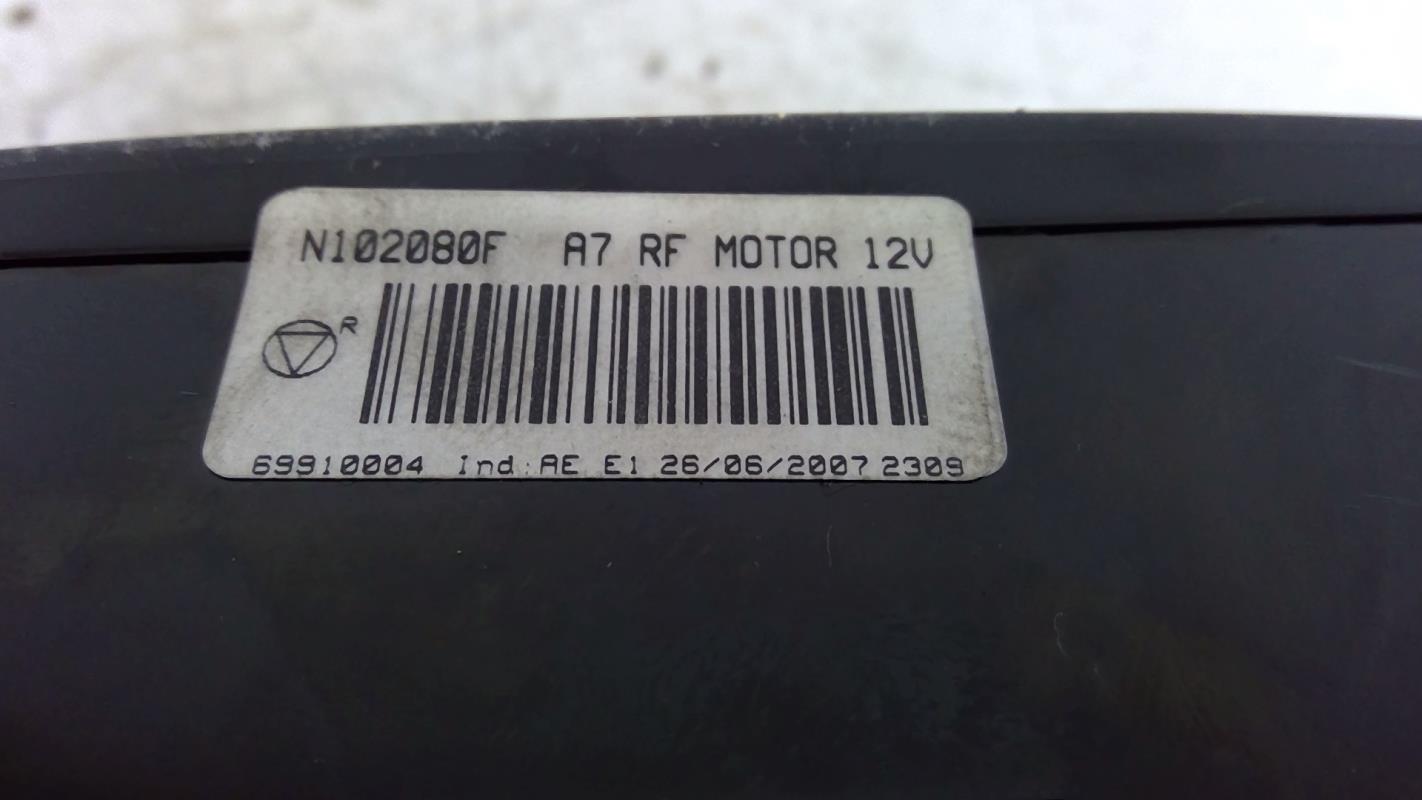 N102080F A7 RF MOTOR 12V
R
69910004 Ind:AE E1 26/06/2007 2309